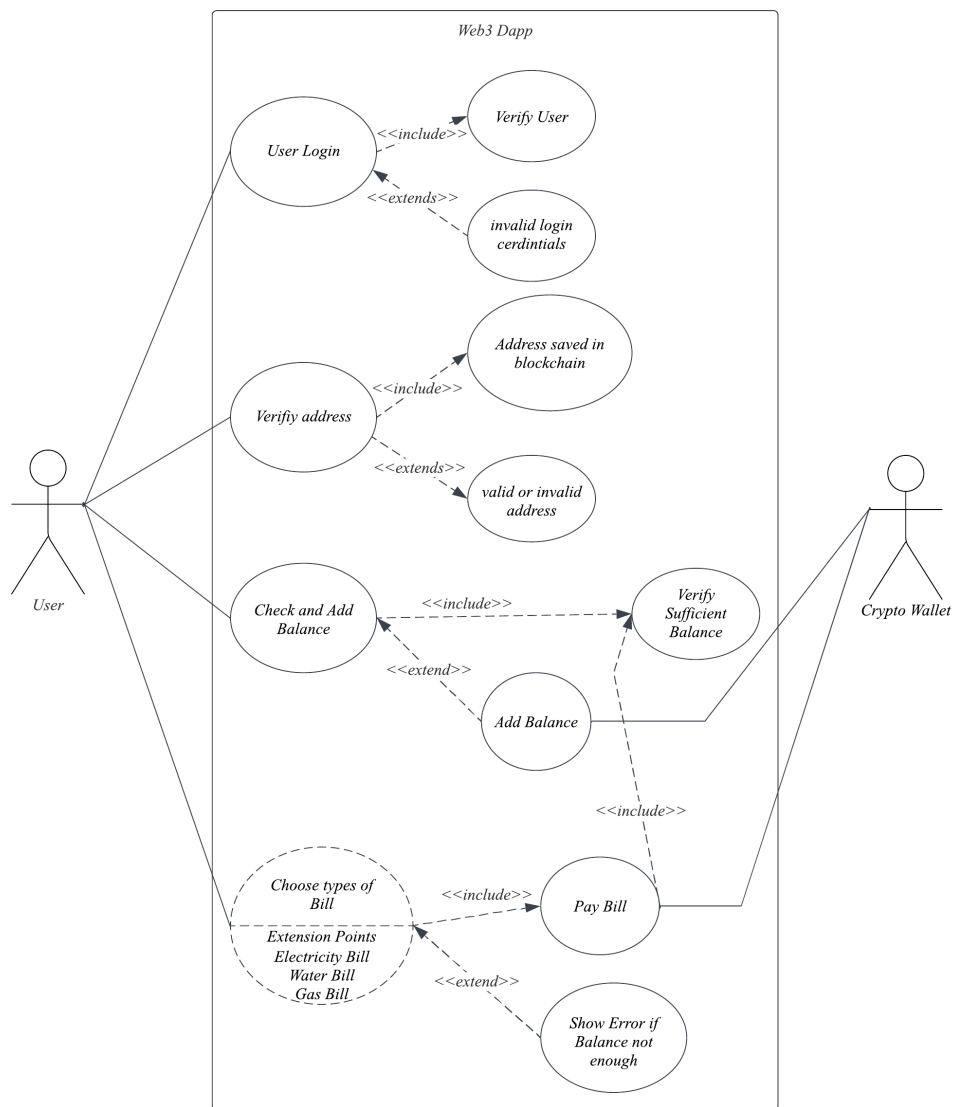 Web3 Dapp
Verify User
<<include>>
User Login
<<extends>>
invalid login
cerdintials
Address saved in
blockchain
<<include>>
Verifiy address
<<extends>>
valid or invalid
address
User
Crypto Wallet
Check and Add
Balance
<<include>>
Verify
Sufficient
Balance
<<extend>>
Add Balance
<<include>>
Choose types of
Bill
Extension Points
Electricity Bill
Water Bill
Gas Bill
<<include>>
Pay Bill
<<extend>>
Show Error if
Balance not
enough